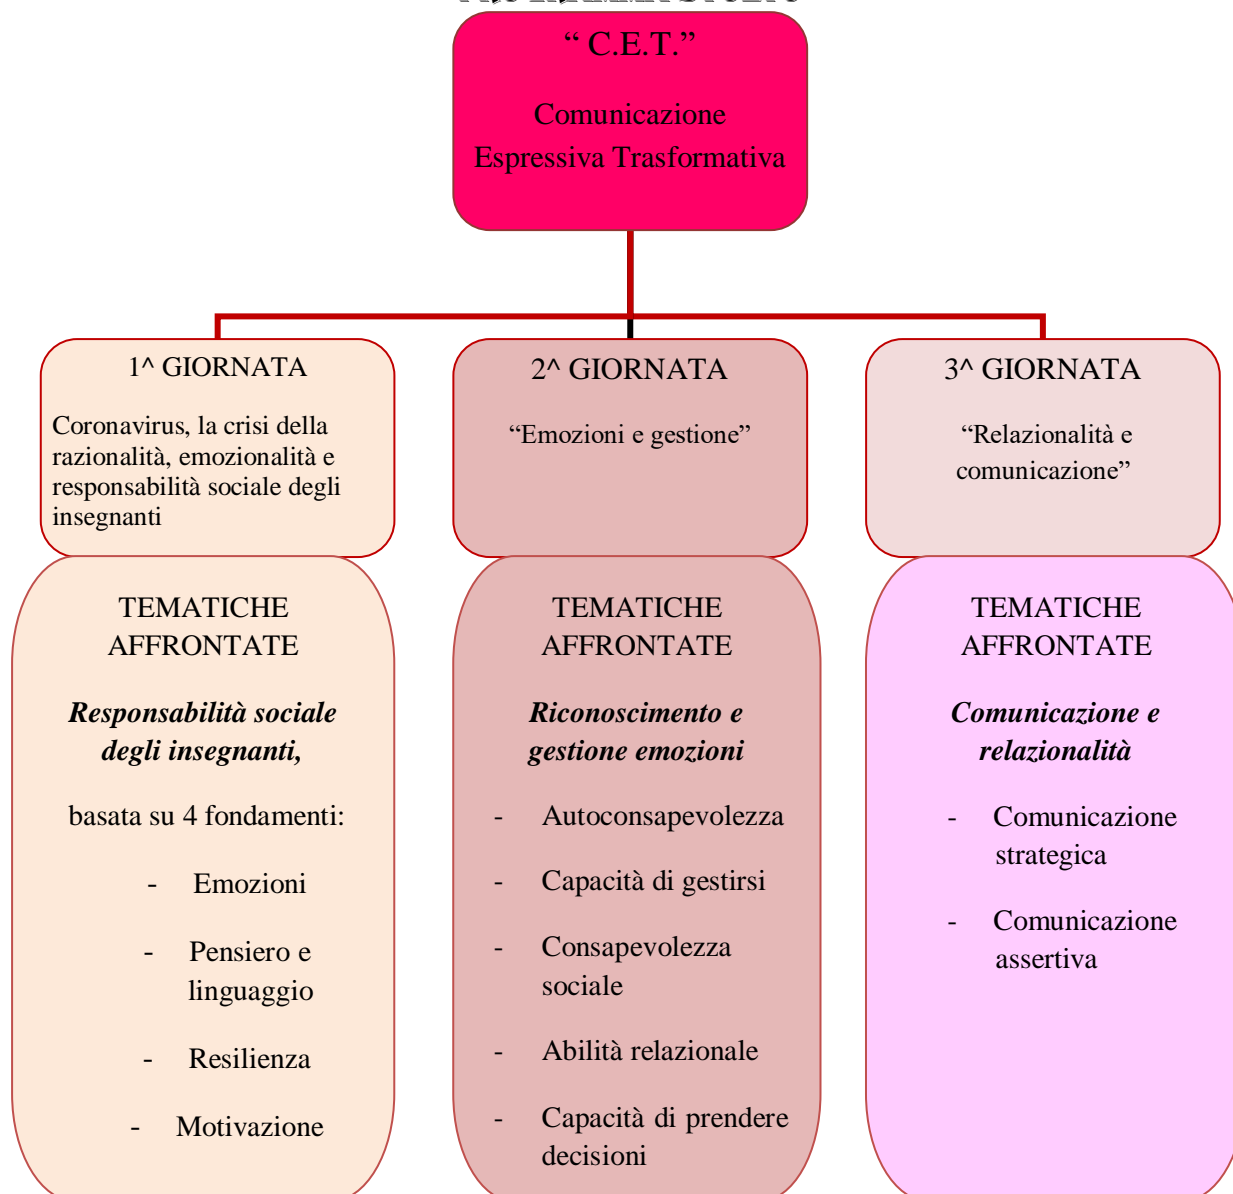 “ C.E.T.”
Comunicazione
Espressiva Trasformativa
1^ GIORNATA
Coronavirus, la crisi della
razionalità, emozionalità e
responsabilità sociale degli
insegnanti
2^ GIORNATA
“Emozioni e gestione”
3^ GIORNATA
“Relazionalità e
comunicazione”
TEMATICHE
AFFRONTATE
Responsabilità sociale
degli insegnanti,
basata su 4 fondamenti:
- Emozioni
- Pensiero e
linguaggio
- Resilienza
- Motivazione
TEMATICHE
AFFRONTATE
Riconoscimento e
gestione emozioni
- Autoconsapevolezza
- Capacità di gestirsi
- Consapevolezza
sociale
- Abilità relazionale
- Capacità di prendere
decisioni
TEMATICHE
AFFRONTATE
Comunicazione e
relazionalità
- Comunicazione
strategica
- Comunicazione
assertiva